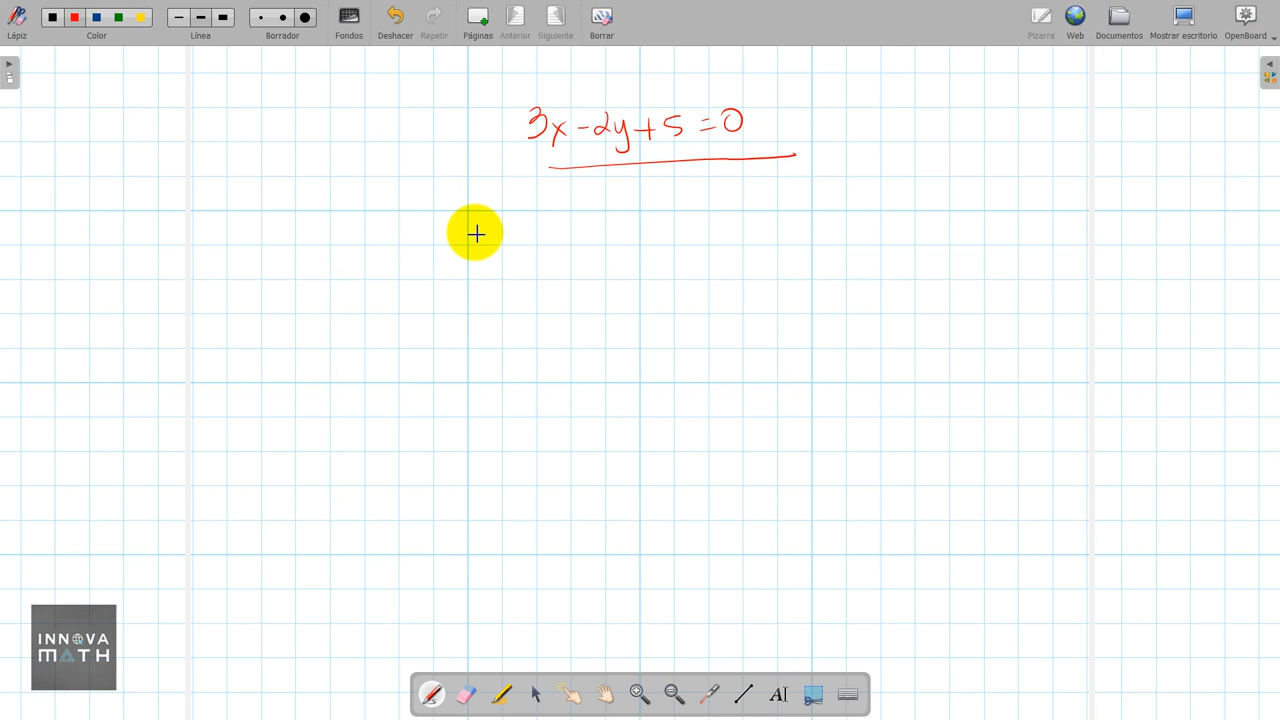 Lápiz Color Línea Borrador Fondos Deshacer Repetir Páginas Anterior Siguiente Borrar Pizarra Web Documentos Mostrar escritorio OpenBoard
3x-2y+5=0
INNOVA
MATH
AI